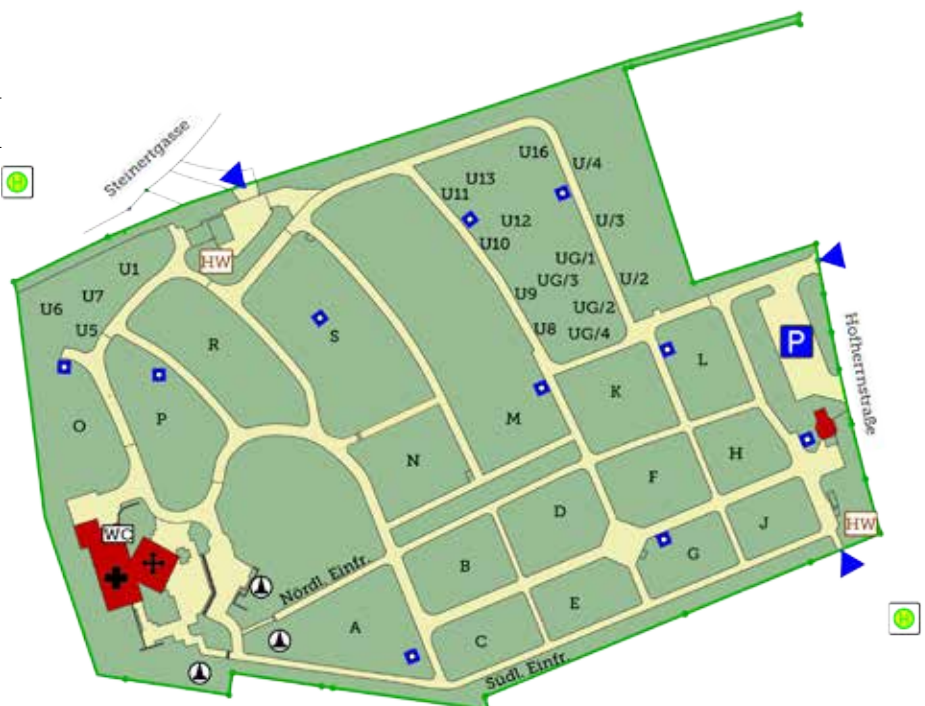 Steinertgasse
H
HW
U1
U7
U6
U5
R
S
O
P
U16
U/4
U13
U11
U12
U/3
U10
UG/1
UG/3
U/2
U9
UG/2
U8
UG/4
P
Hofherrnstraße
L
K
M
N
H
F
D
J
G
B
E
C
A
HW
H
WC
Nördl. Einfr.
Südl. Einfr.